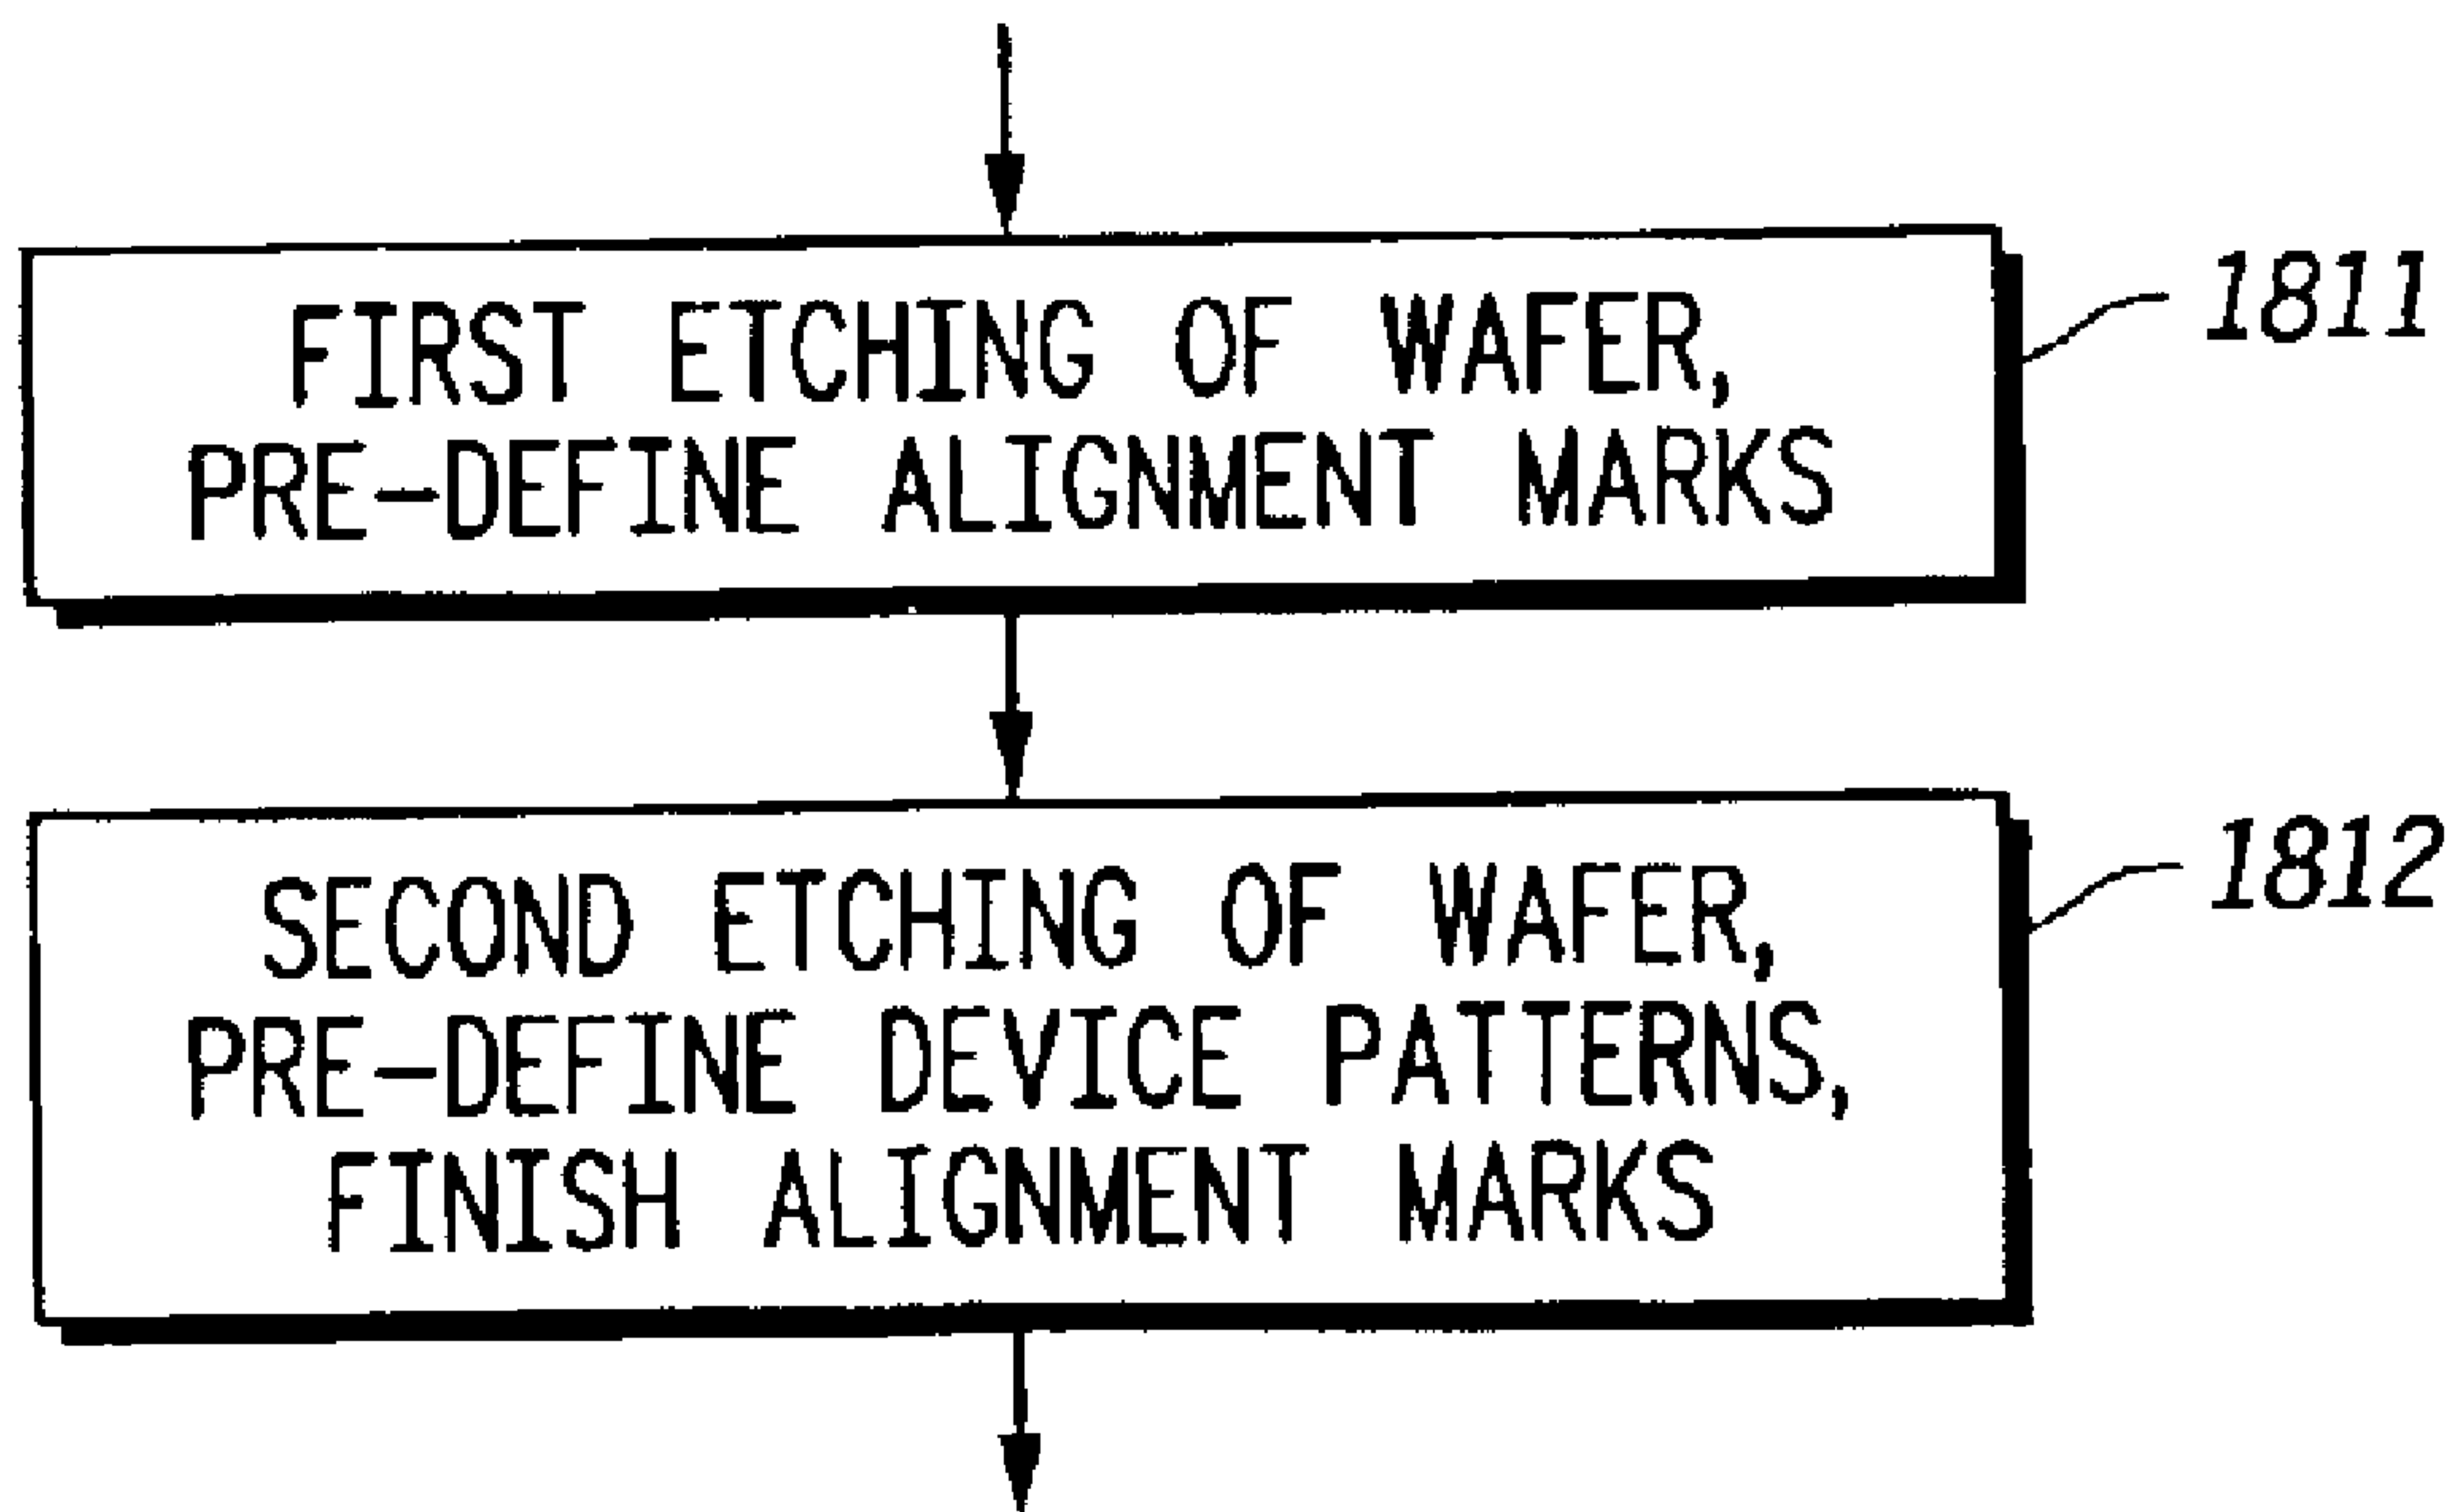 FIRST ETCHING OF WAFER,
PRE-DEFINE ALIGNMENT MARKS
1811
SECOND ETCHING OF WAFER,
PRE-DEFINE DEVICE PATTERNS,
FINISH ALIGNMENT MARKS
1812